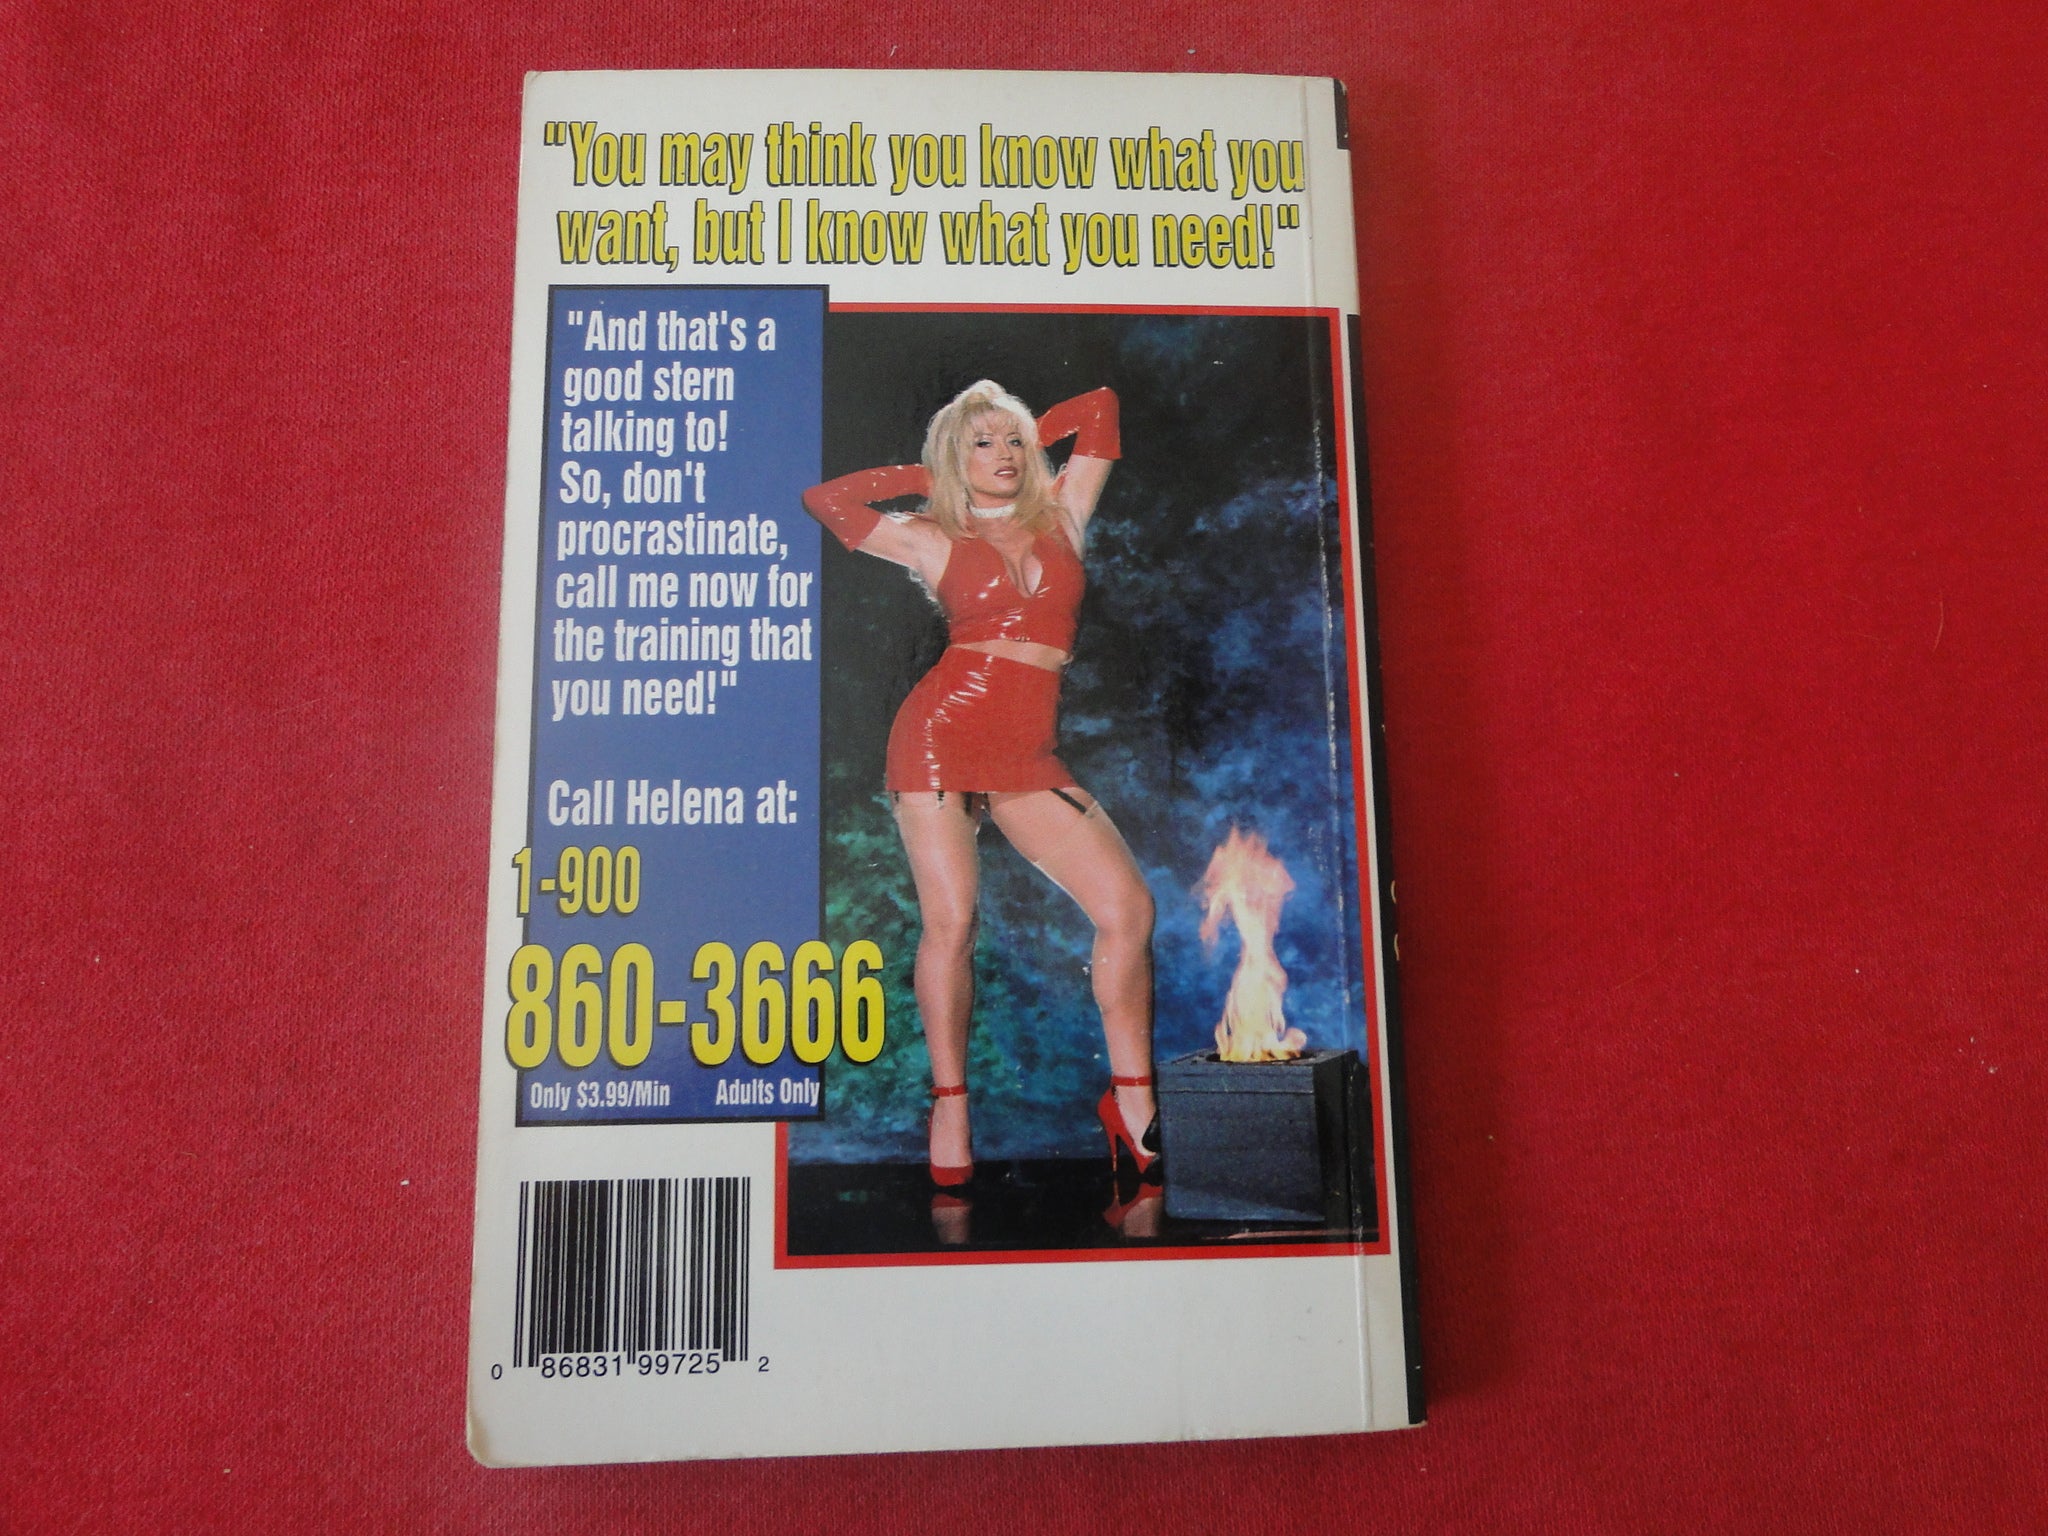 "You may think you know what you
want, but I know what you need!"
"And that's a
good stern
talking to!
So, don't
procrastinate,
call me now for
the training that
you need!"
Call Helena at:
1-900
860-3666
Only $3.99/Min Adults Only
0 86831 99725 2